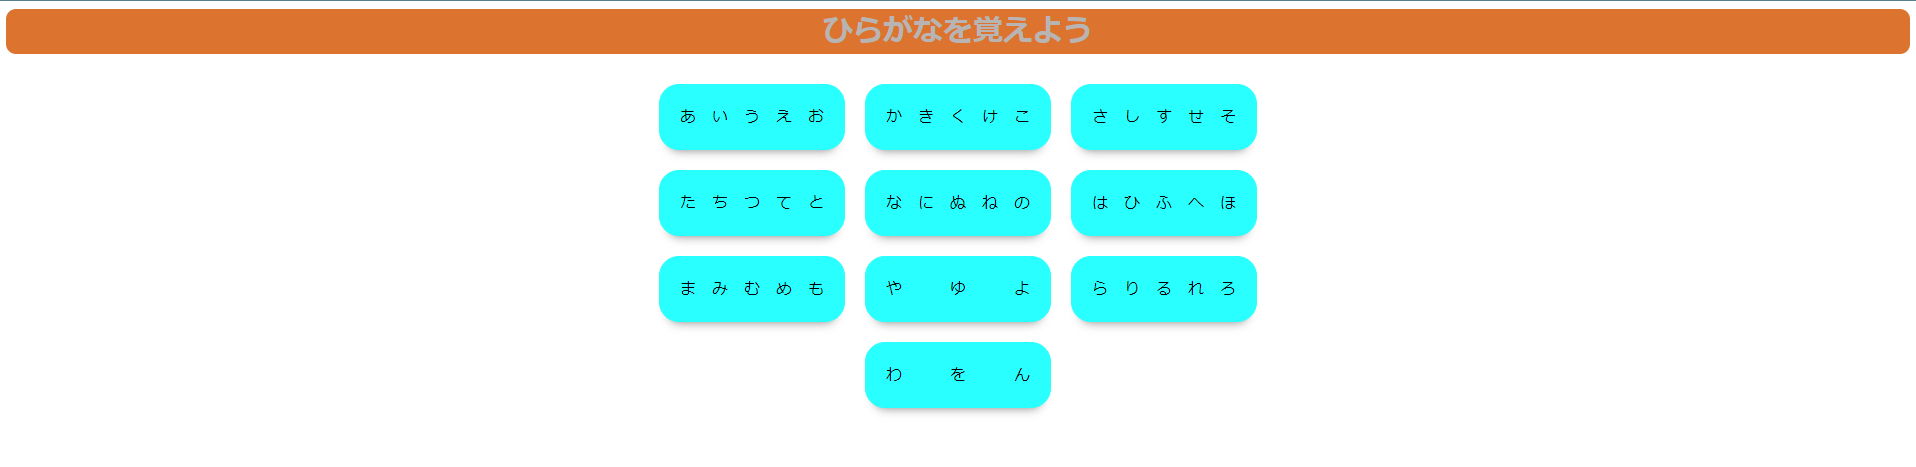 ひらがなを覚えよう
あ い う え お
か き く け こ
さ し す せ そ
た ち つ て と
な に ぬ ね の
は ひ ふ へ ほ
ま み む め も
や ゆ よ
ら り る れ ろ
わ を ん